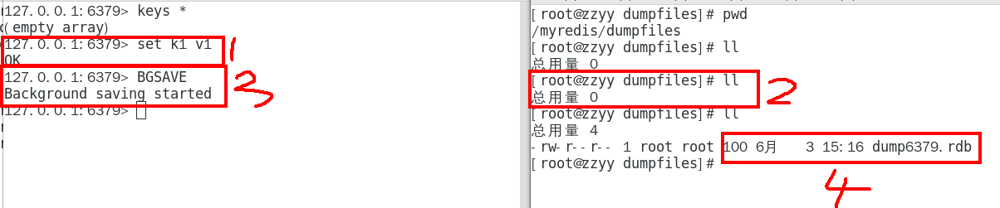 127.0.0.1:6379> keys *
(empty array)
127.0.0.1:6379> set k1 v1
OK
127.0.0.1:6379> BGSAVE
Background saving started
127.0.0.1:6379>
1
3
[root@zzyy dumpfiles]# pwd
/myredis/dumpfiles
[root@zzyy dumpfiles]# ll
总用量 0
[root@zzyy dumpfiles]# ll
总用量 0
[root@zzyy dumpfiles]# ll
总用量 4
-rw-r--r-- 1 root root 100 6月   3 15:16 dump6379.rdb
[root@zzyy dumpfiles]#
2
4